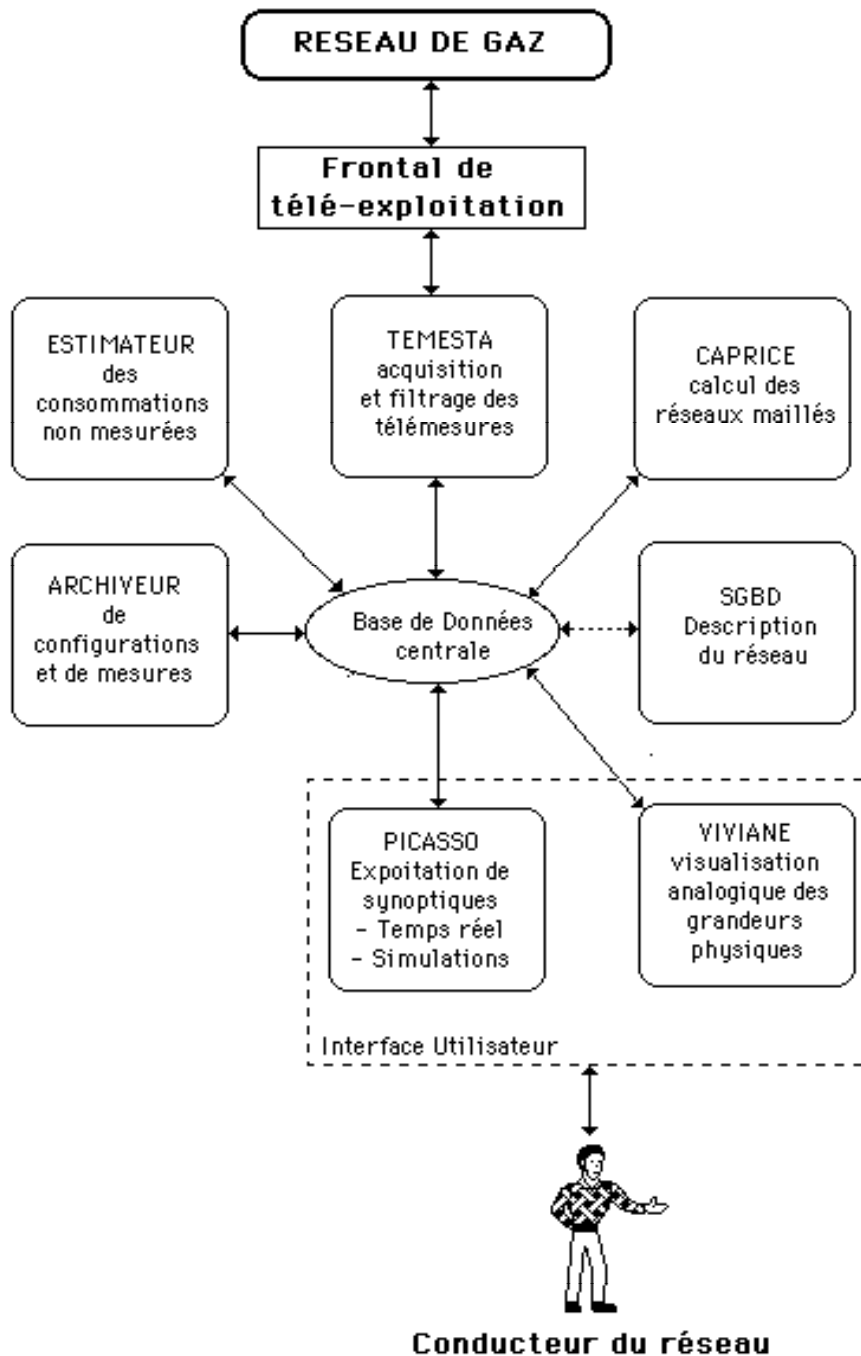 RESEAU DE GAZ
Frontal de
télé-exploitation
ESTIMATEUR
des
consommations
non mesurées
TEMESTA
acquisition
et filtrage des
télémesures
CAPRICE
calcul des
réseaux maillés
ARCHIVEUR
de
configurations
et de mesures
Base de Données
centrale
SGBD
Description
du réseau
PICASSO
Expoitation de
synoptiques
- Temps réel
- Simulations
VIVIANE
visualisation
analogique des
grandeurs
physiques
Interface Utilisateur
Conducteur du réseau